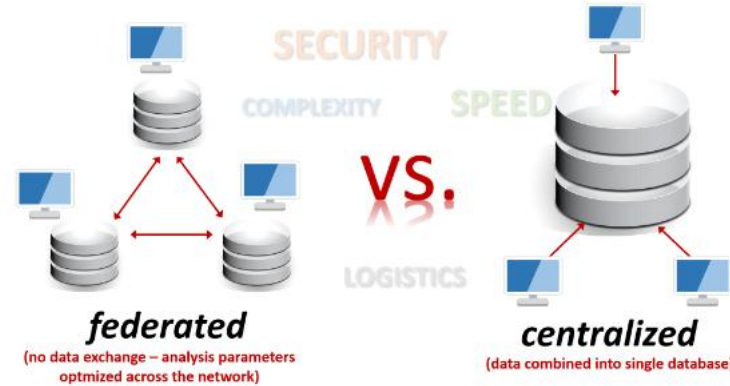 SECURITY
COMPLEXITY
SPEED
VS.
LOGISTICS
federated
(no data exchange – analysis parameters
optmized across the network)
centralized
(data combined into single database)